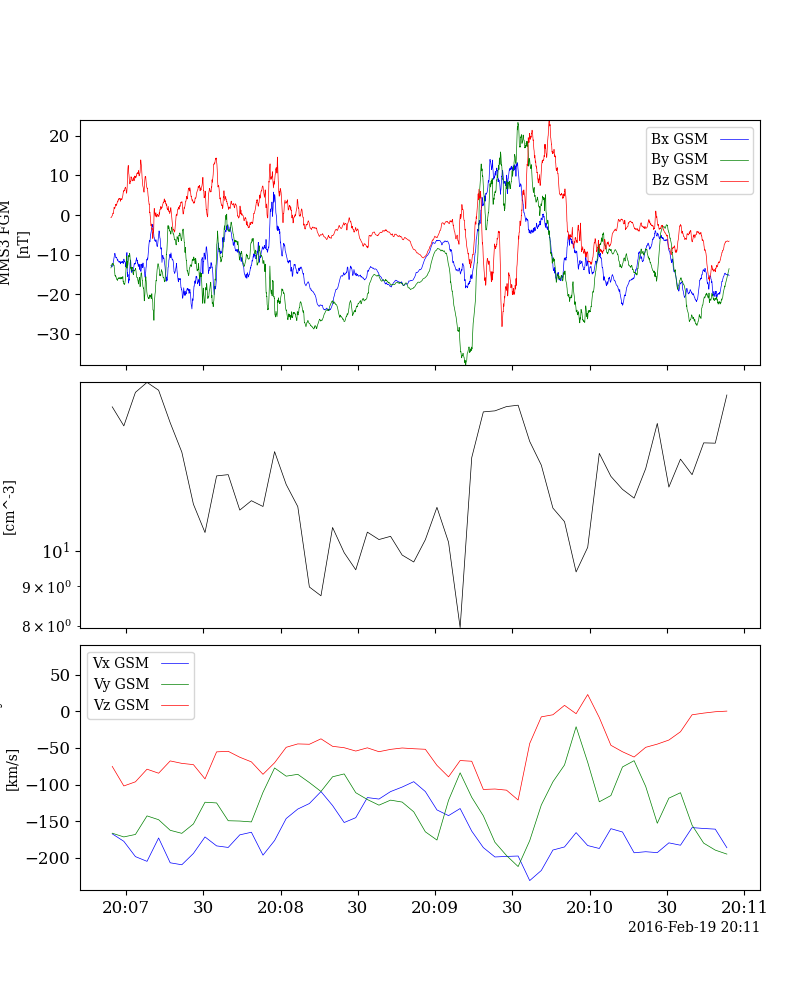 MMS3 FGM
[nT]
20
10
0
−10
−20
−30
Bx GSM
By GSM
Bz GSM
[cm^-3]
10^1
9 × 10^0
8 × 10^0
[km/s]
50
0
−50
−100
−150
−200
Vx GSM
Vy GSM
Vz GSM
20:07 30 20:08 30 20:09 30 20:10 30 20:11
2016-Feb-19 20:11